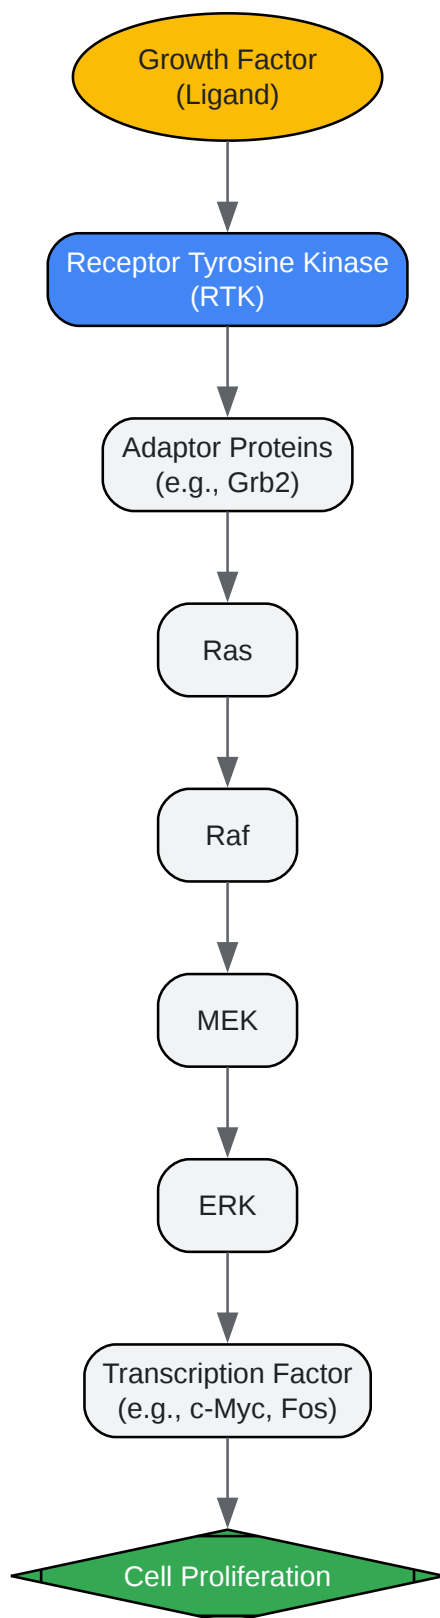 Growth Factor
(Ligand)
Receptor Tyrosine Kinase
(RTK)
Adaptor Proteins
(e.g., Grb2)
Ras
Raf
MEK
ERK
Transcription Factor
(e.g., c-Myc, Fos)
Cell Proliferation